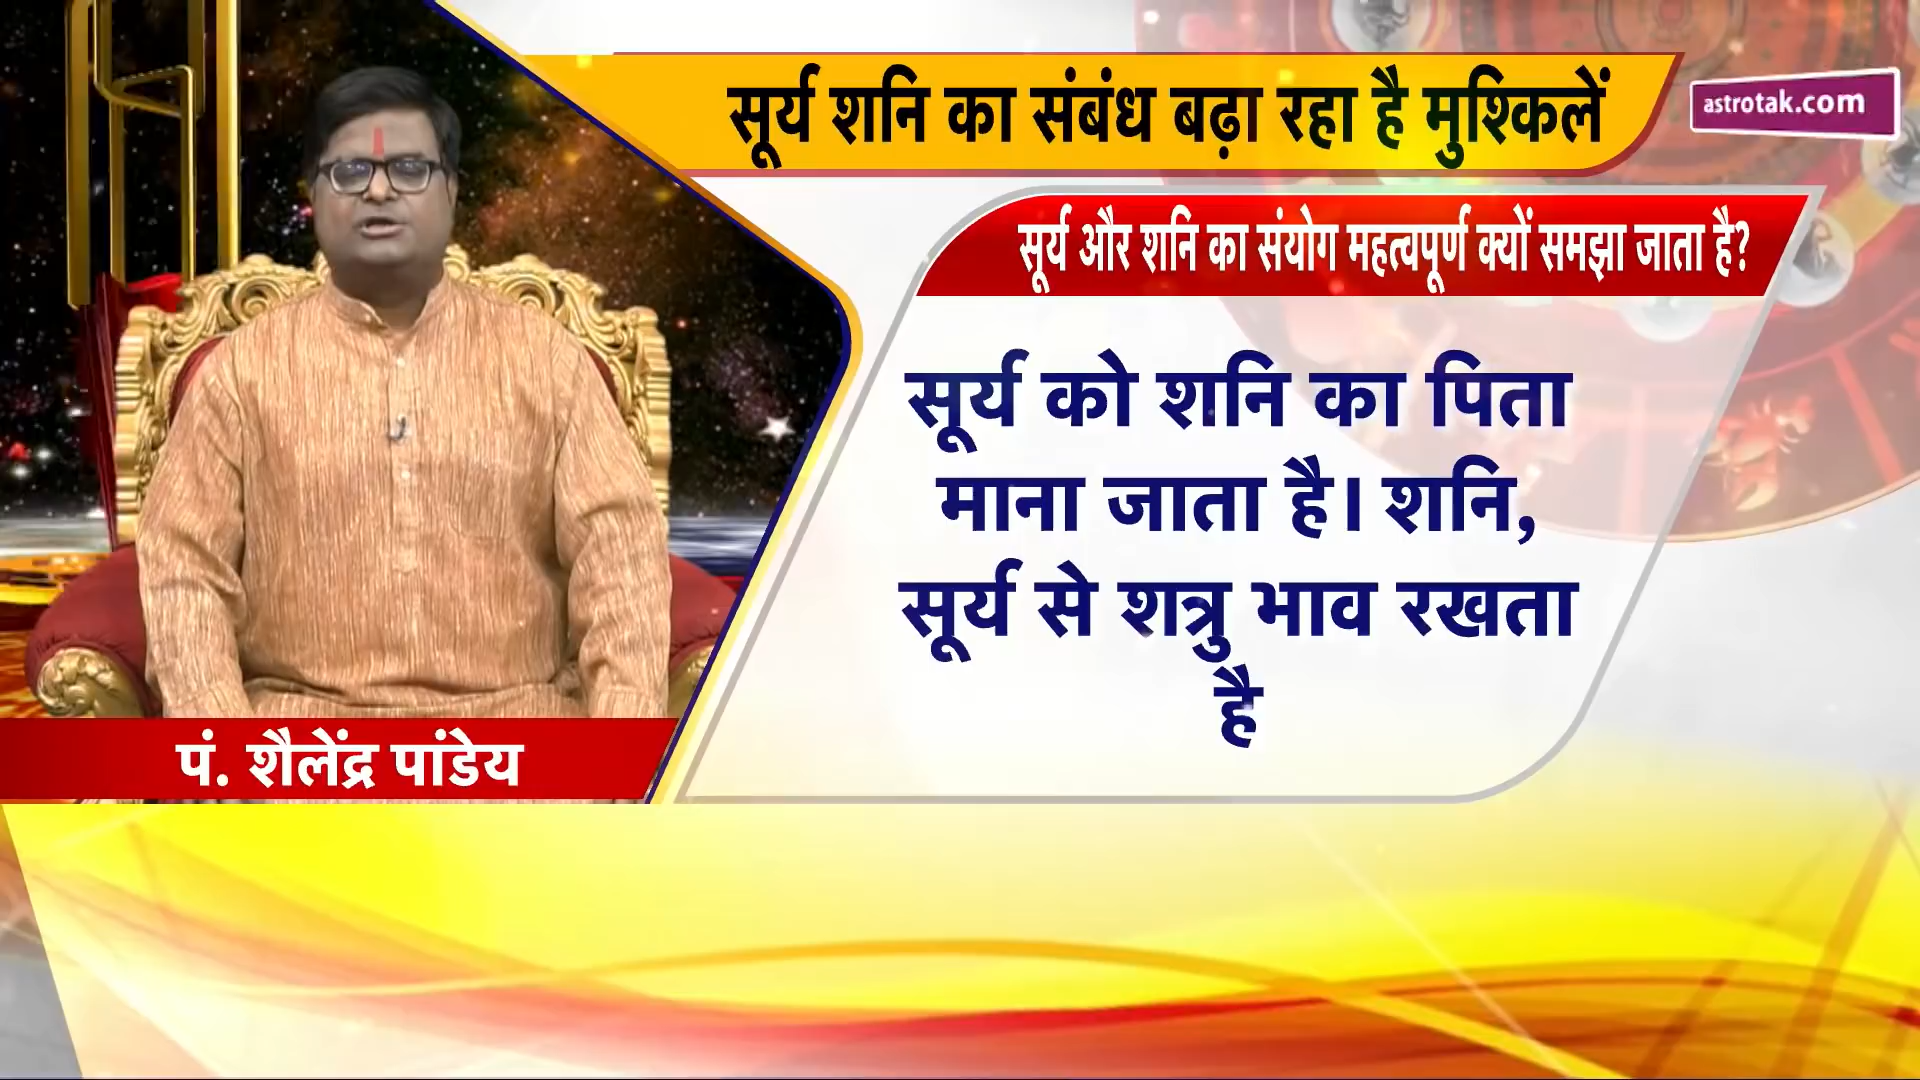 सूर्य शनि का संबंध बढ़ा रहा है मुश्किलें
astrotak.com
सूर्य और शनि का संयोग महत्वपूर्ण क्यों समझा जाता है?
सूर्य को शनि का पिता
माना जाता है। शनि,
सूर्य से शत्रु भाव रखता
है
पं. शैलेंद्र पांडेय